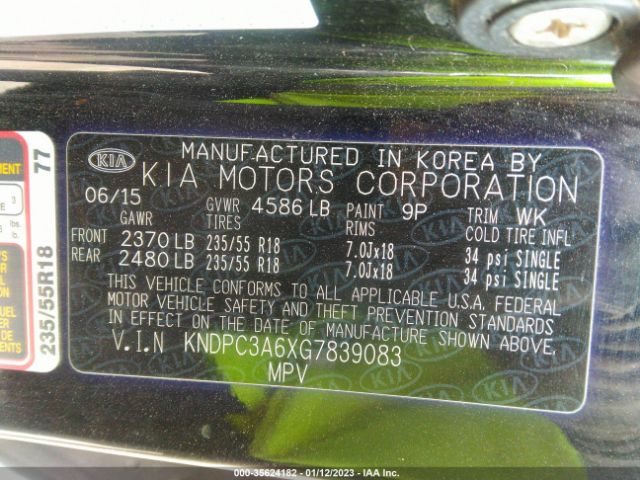 KIA
MANUFACTURED IN KOREA BY
KIA MOTORS CORPORATION
06/15 GVWR 4586 LB PAINT 9P TRIM WK
GAWR TIRES RIMS COLD TIRE INFL
FRONT 2370 LB 235/55 R18 7.0Jx18 34 psi SINGLE
REAR 2480 LB 235/55 R18 7.0Jx18 34 psi SINGLE
THIS VEHICLE CONFORMS TO ALL APPLICABLE U.S.A. FEDERAL
MOTOR VEHICLE SAFETY AND THEFT PREVENTION STANDARDS
IN EFFECT ON THE DATE OF MANUFACTURE SHOWN ABOVE.
V.I.N KNDPC3A6XG7839083
MPV
77
235/55R18
000-35624182 - 01/12/2023 - IAA Inc.